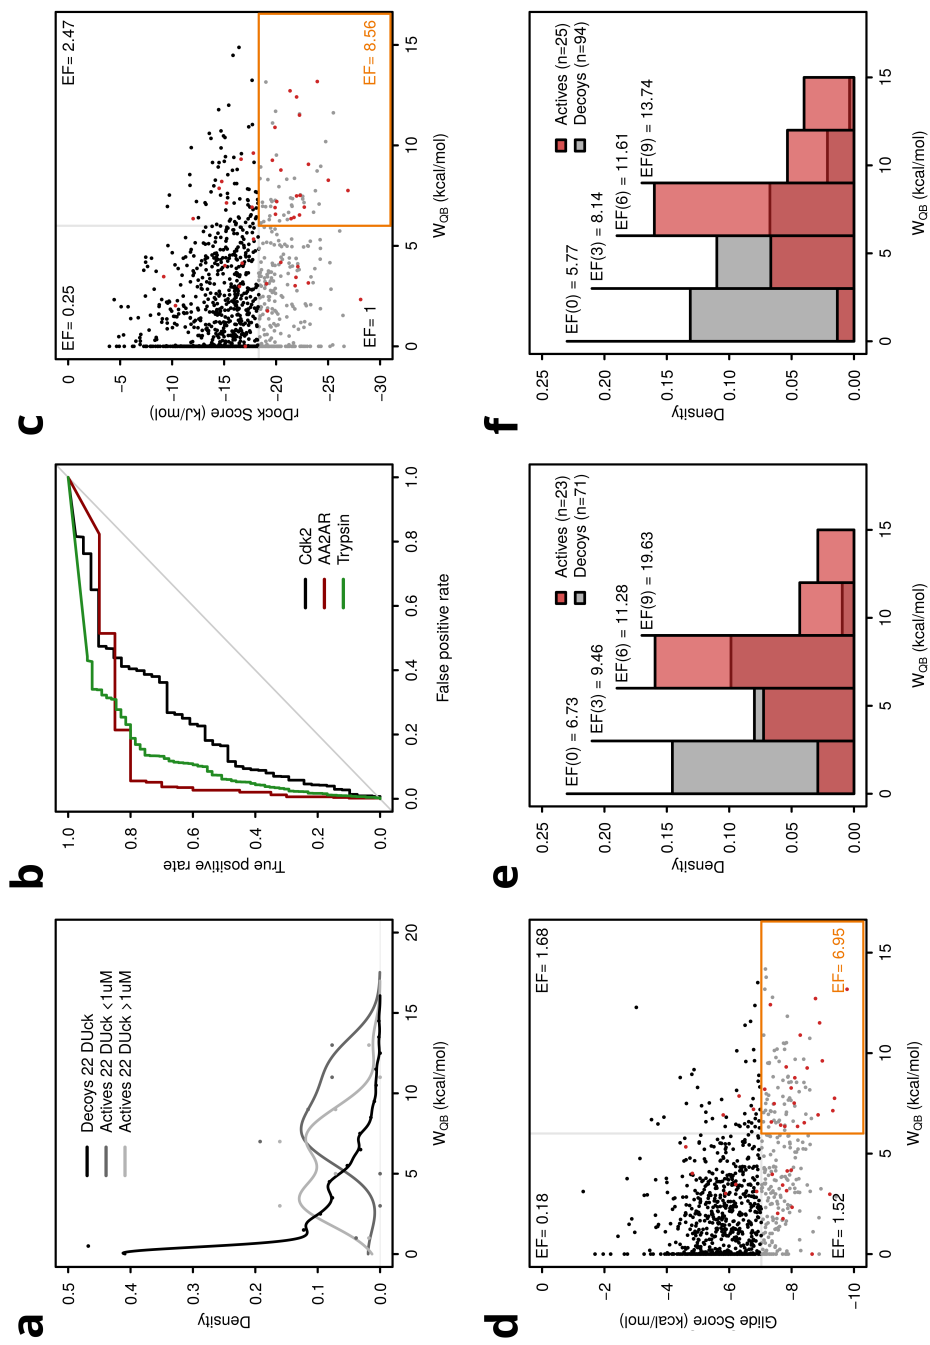 a
Density
0.5
0.4
0.3
0.2
0.1
0.0
Decoys 22 DUck
Actives 22 DUck <1uM
Actives 22 DUck >1uM
0 5 10 15 20
WQB (kcal/mol)
b
True positive rate
1.0
0.8
0.6
0.4
0.2
0.0
Cdk2
AA2AR
Trypsin
0.0 0.2 0.4 0.6 0.8 1.0
False positive rate
c
rDock Score (kJ/mol)
0
−5
−10
−15
−20
−25
−30
EF= 0.25 EF= 2.47
EF= 1 EF= 8.56
0 5 10 15
WQB (kcal/mol)
d
Glide Score (kcal/mol)
0
−2
−4
−6
−8
−10
EF= 0.18 EF= 1.68
EF= 1.52 EF= 6.95
0 5 10 15
WQB (kcal/mol)
e
Density
0.25
0.20
0.15
0.10
0.05
0.00
Actives (n=23)
Decoys (n=71)
EF(0) = 6.73
EF(3) = 9.46
EF(6) = 11.28
EF(9) = 19.63
0 5 10 15
WQB (kcal/mol)
f
Density
0.25
0.20
0.15
0.10
0.05
0.00
Actives (n=25)
Decoys (n=94)
EF(0) = 5.77
EF(3) = 8.14
EF(6) = 11.61
EF(9) = 13.74
0 5 10 15
WQB (kcal/mol)